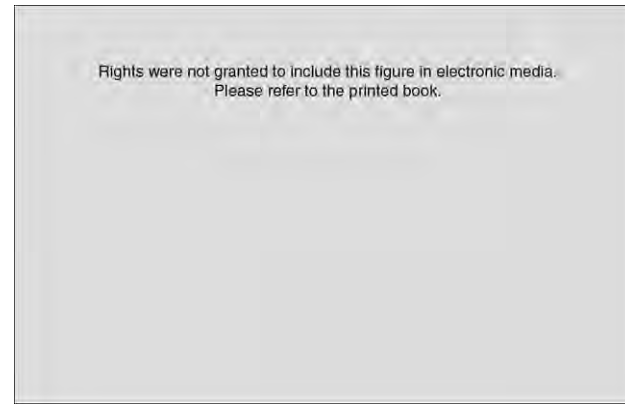 Rights were not granted to include this figure in electronic media.
Please refer to the printed book.